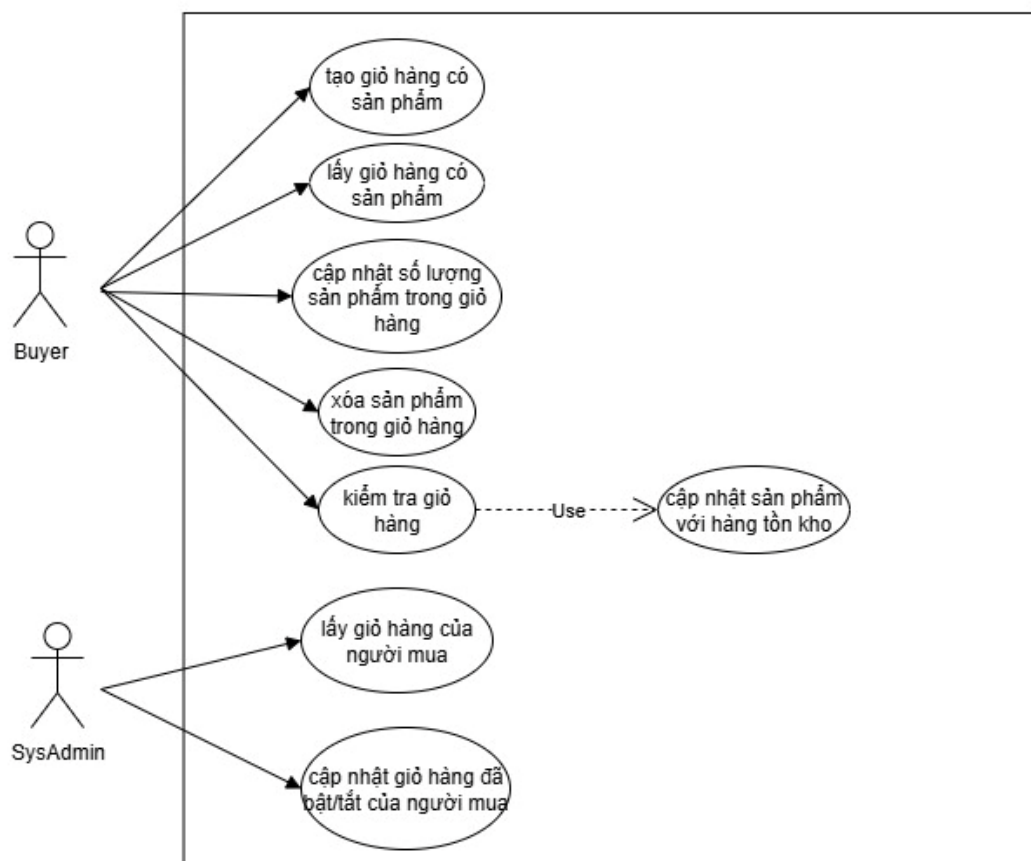 tạo giỏ hàng có
sản phẩm
lấy giỏ hàng có
sản phẩm
cập nhật số lượng
sản phẩm trong giỏ
hàng
Buyer
xóa sản phẩm
trong giỏ hàng
kiểm tra giỏ
hàng
Use
cập nhật sản phẩm
với hàng tồn kho
lấy giỏ hàng của
người mua
SysAdmin
cập nhật giỏ hàng đã
bật/tắt của người mua